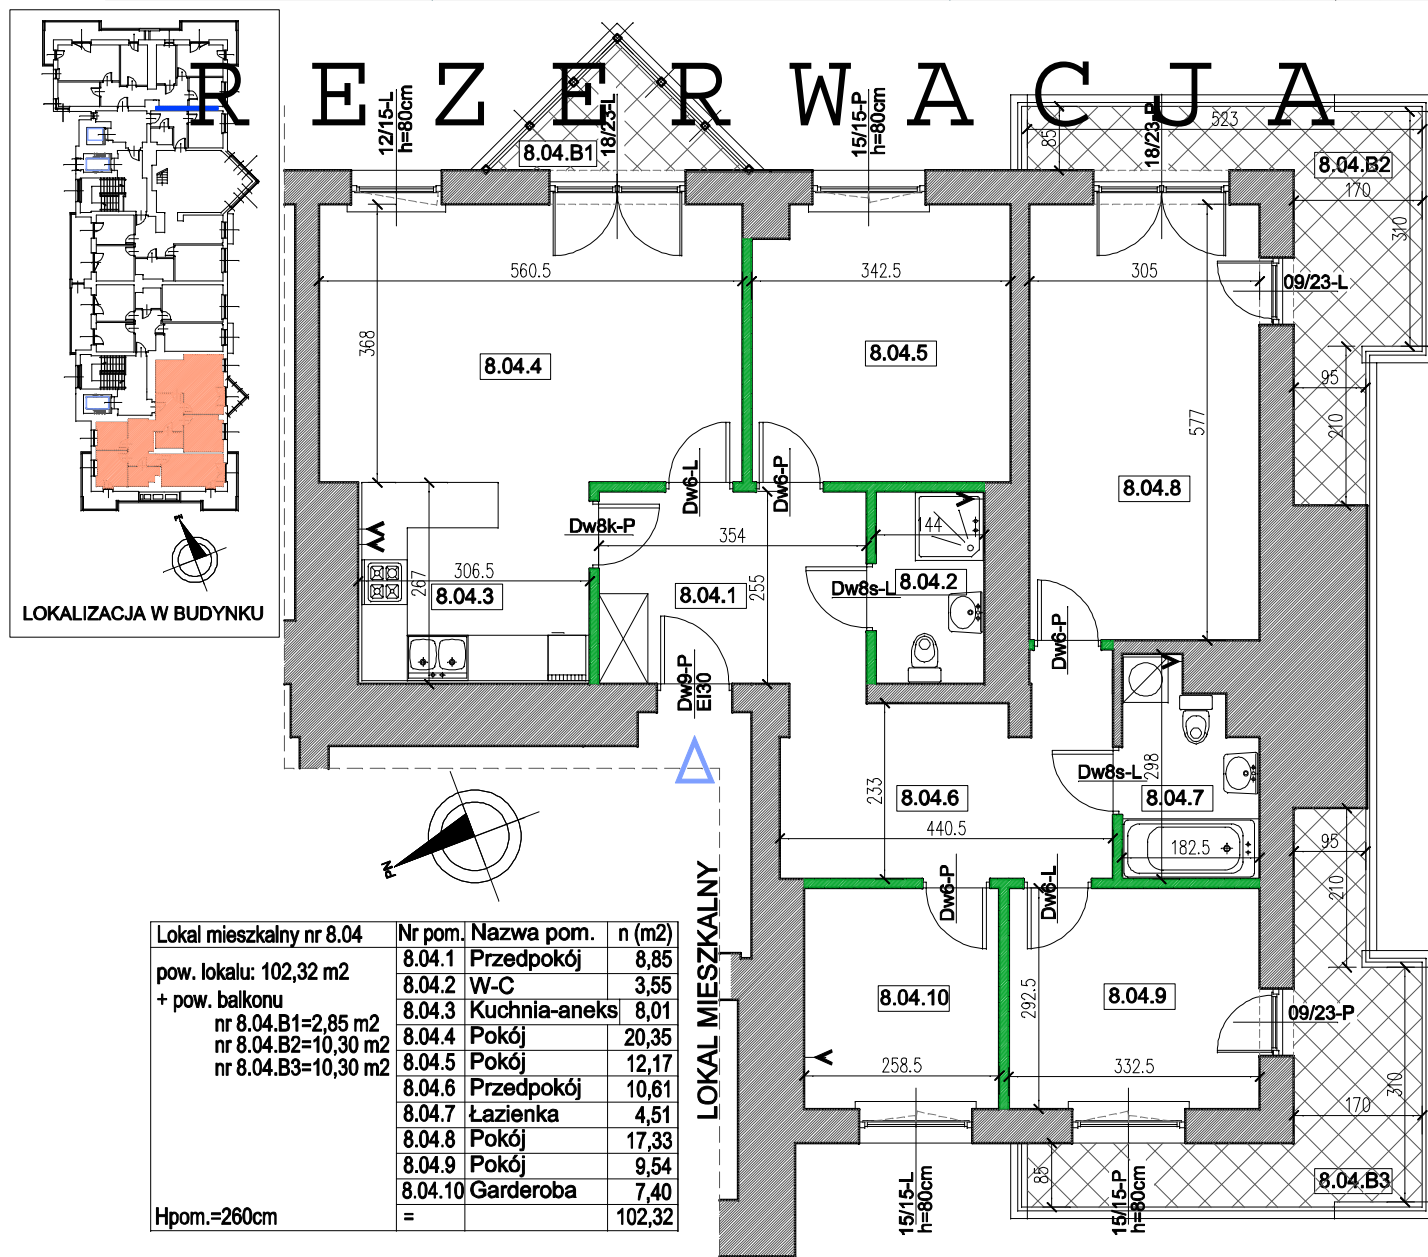 R E Z E R W A C J A
12/15-L
h=80cm
8.04.B1
18/23-L
15/15-P
h=80cm
18/23-P
523
85
8.04.B2
170
310
560.5
342.5
305
09/23-L
368
8.04.4
8.04.5
8.04.8
577
95
210
Dw6-L
Dw6-P
Dw8k-P
354
144
306.5
267
8.04.3
8.04.1
255
8.04.2
Dw8s-L
Dw6-P
Dw9-P
EI30
LOKALIZACJA W BUDYNKU
233
8.04.6
440.5
Dw8s-L
298
8.04.7
182.5
95
210
PN
LOKAL MIESZKALNY
Dw6-P
Dw6-L
8.04.10
258.5
292.5
8.04.9
332.5
09/23-P
310
170
85
8.04.B3
15/15-L
h=80cm
15/15-P
h=80cm
Lokal mieszkalny nr 8.04 Nr pom. Nazwa pom. n (m2)
pow. lokalu: 102,32 m2
+ pow. balkonu
nr 8.04.B1=2,85 m2
nr 8.04.B2=10,30 m2
nr 8.04.B3=10,30 m2
8.04.1 Przedpokój 8,85
8.04.2 W-C 3,55
8.04.3 Kuchnia-aneks 8,01
8.04.4 Pokój 20,35
8.04.5 Pokój 12,17
8.04.6 Przedpokój 10,61
8.04.7 Łazienka 4,51
8.04.8 Pokój 17,33
8.04.9 Pokój 9,54
8.04.10 Garderoba 7,40
Hpom.=260cm = 102,32